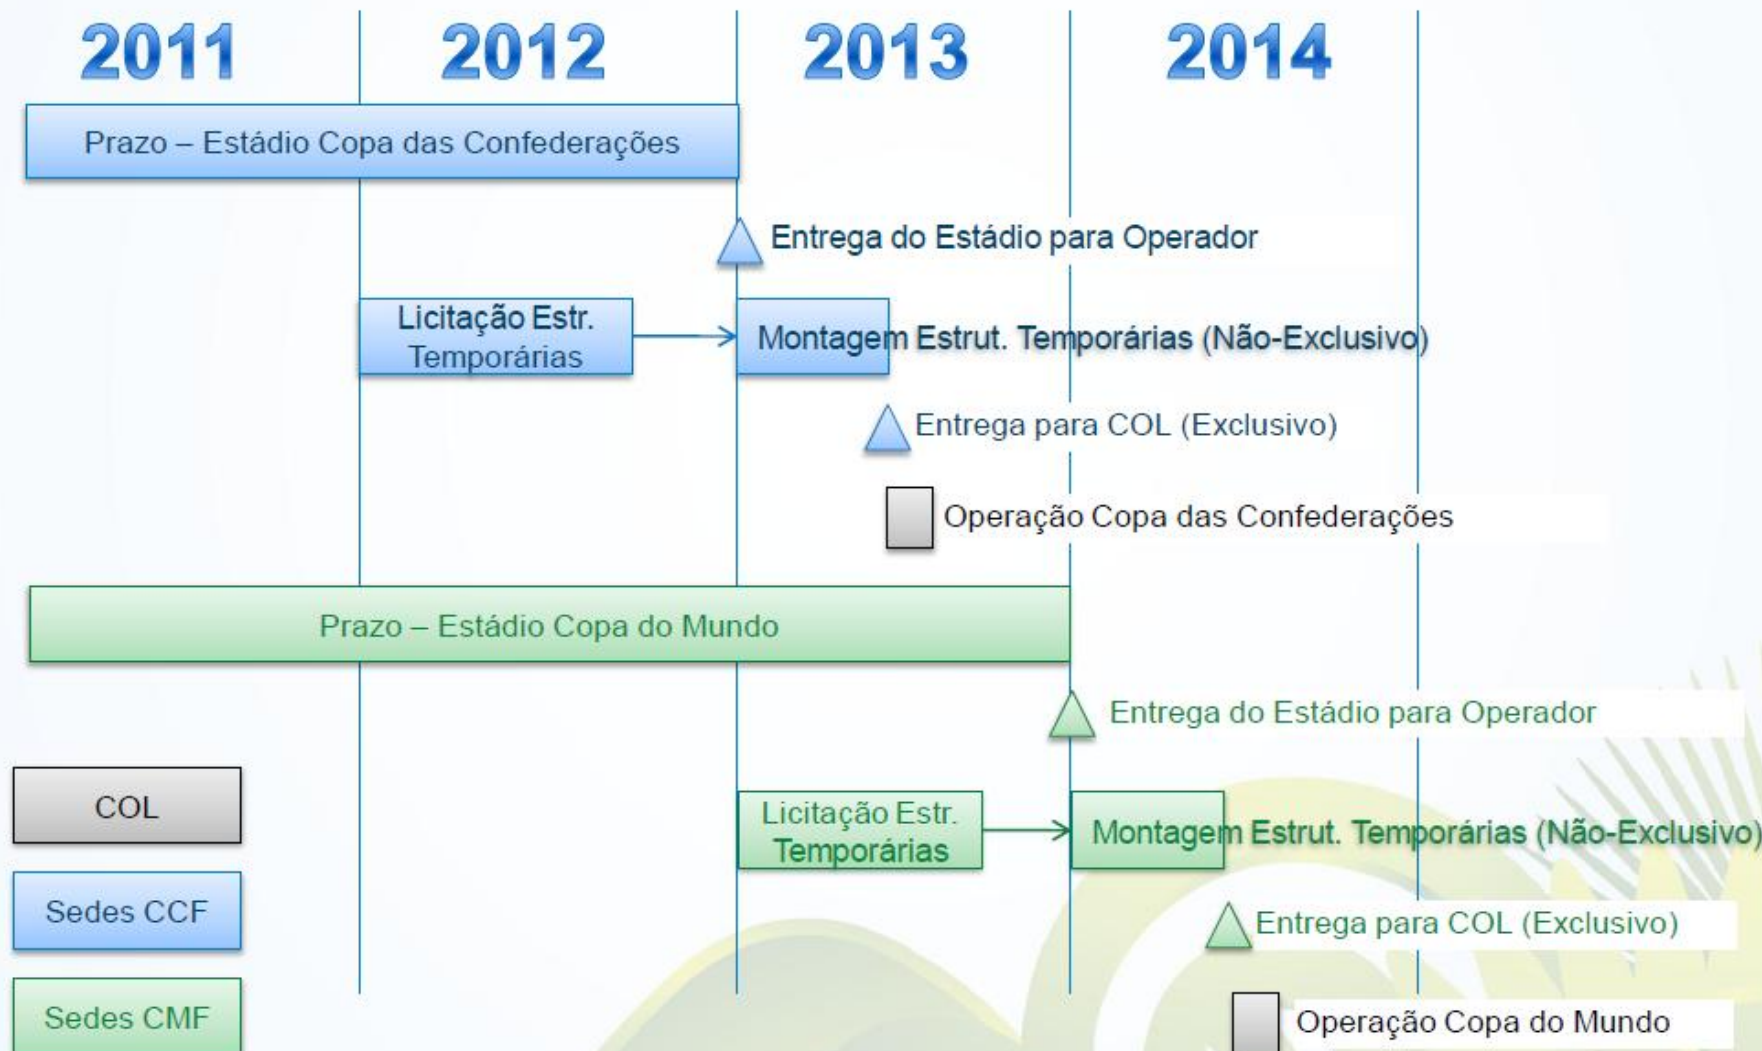 2011 2012 2013 2014
Prazo – Estádio Copa das Confederações
Entrega do Estádio para Operador
Licitação Estr.
Temporárias
Montagem Estrut. Temporárias (Não-Exclusivo)
Entrega para COL (Exclusivo)
Operação Copa das Confederações
Prazo – Estádio Copa do Mundo
Entrega do Estádio para Operador
Licitação Estr.
Temporárias
Montagem Estrut. Temporárias (Não-Exclusivo)
Entrega para COL (Exclusivo)
Operação Copa do Mundo
COL
Sedes CCF
Sedes CMF